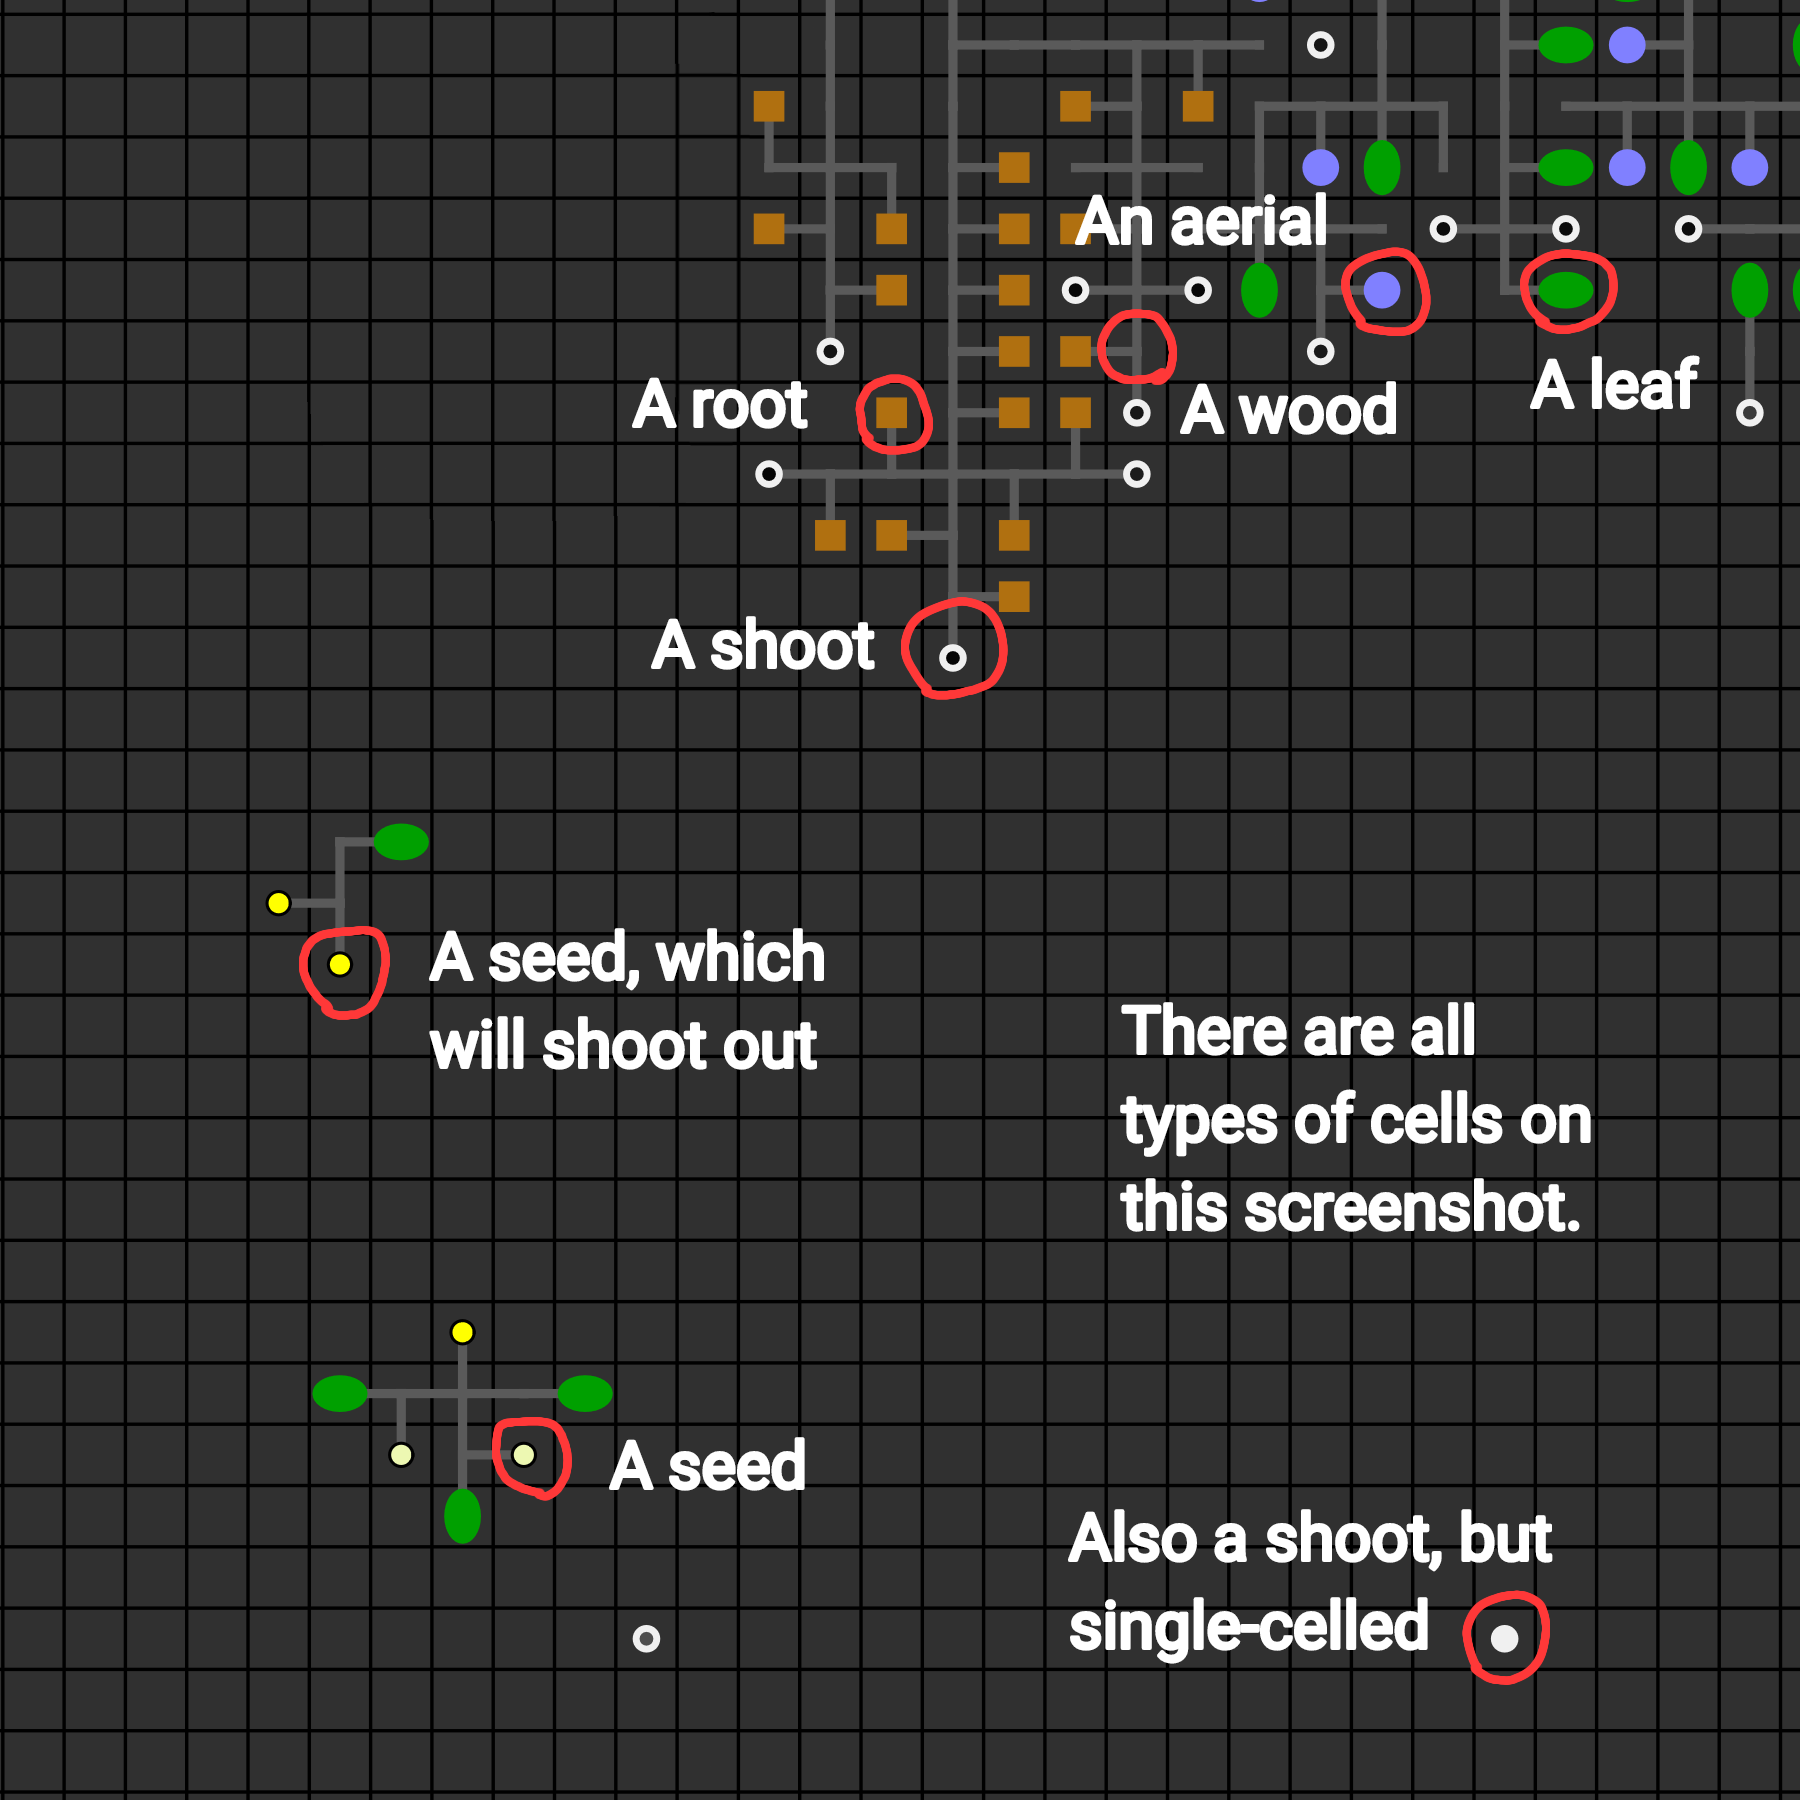 An aerial
A root
A wood
A leaf
A shoot
A seed, which
will shoot out
There are all
types of cells on
this screenshot.
A seed
Also a shoot, but
single-celled